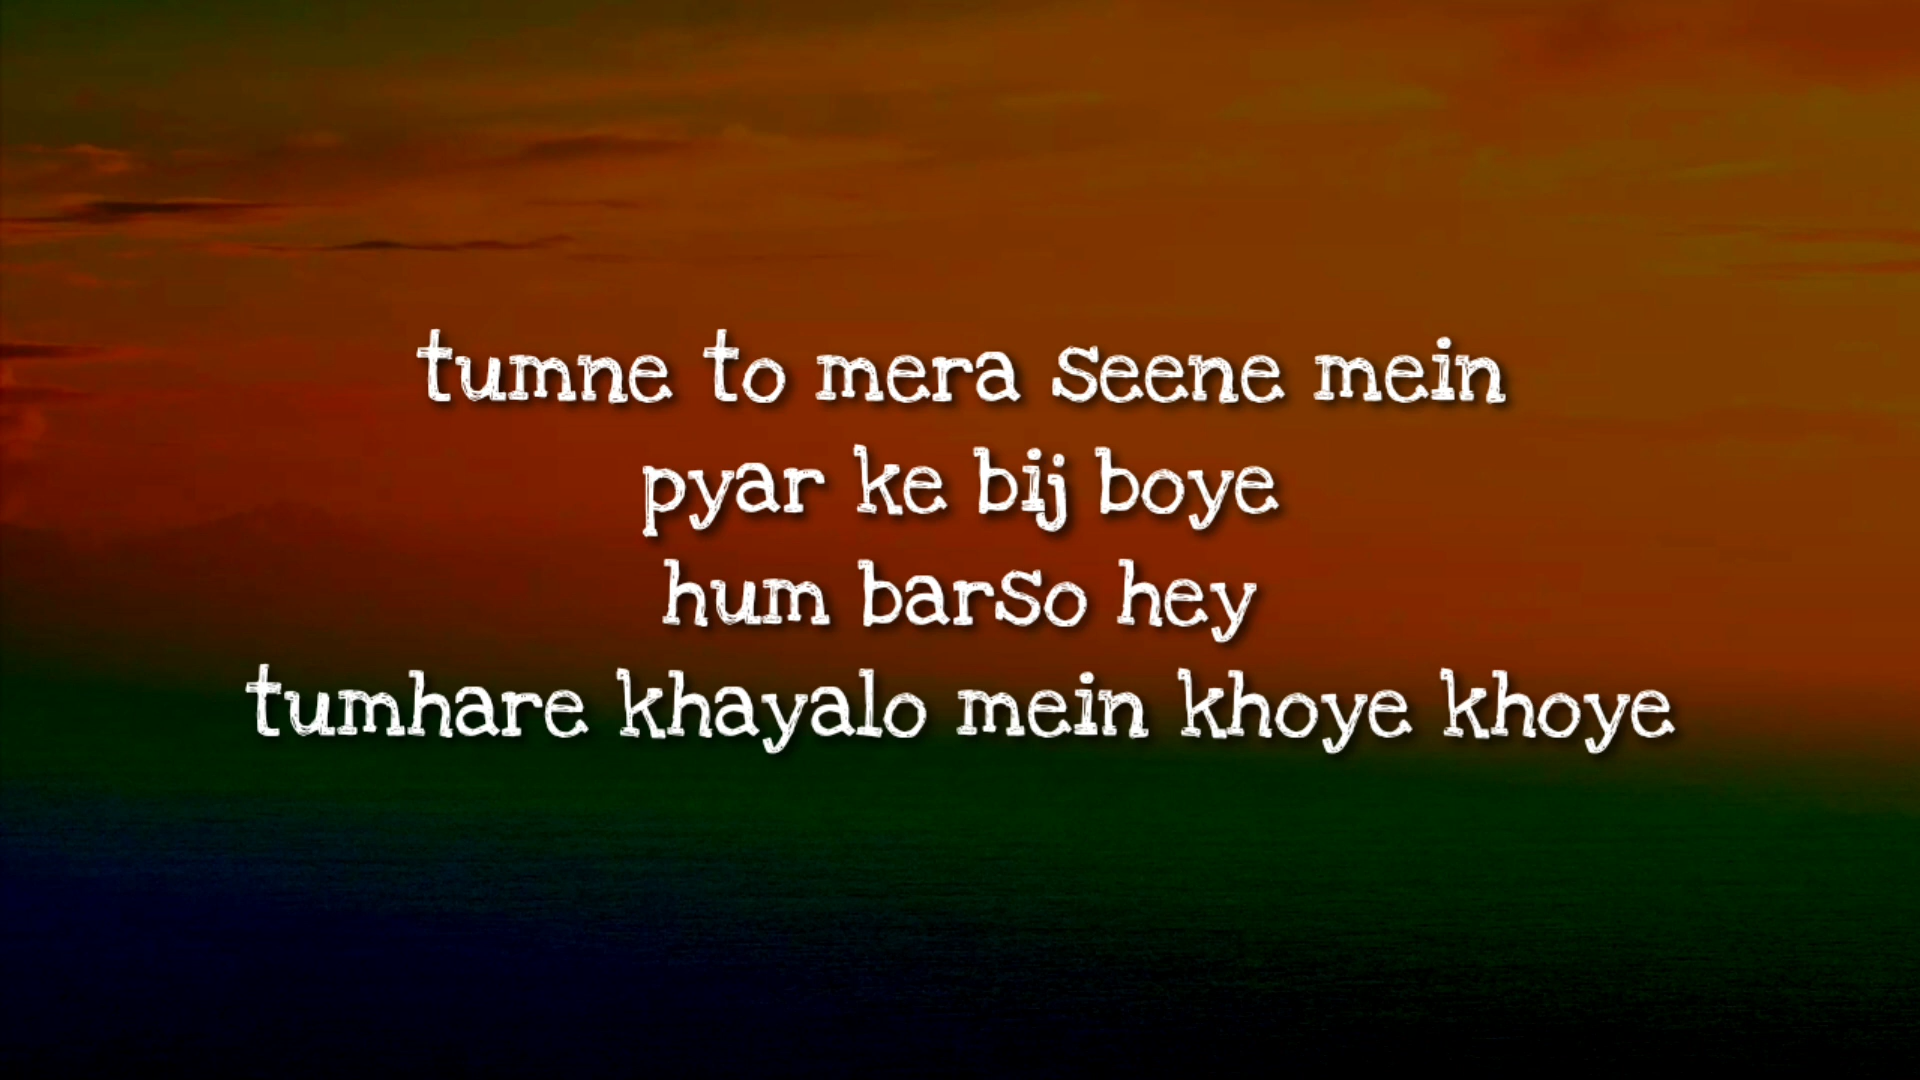 tumne to mera seene mein
pyar ke bij boye
hum barso hey
tumhare khayalo mein khoye khoye